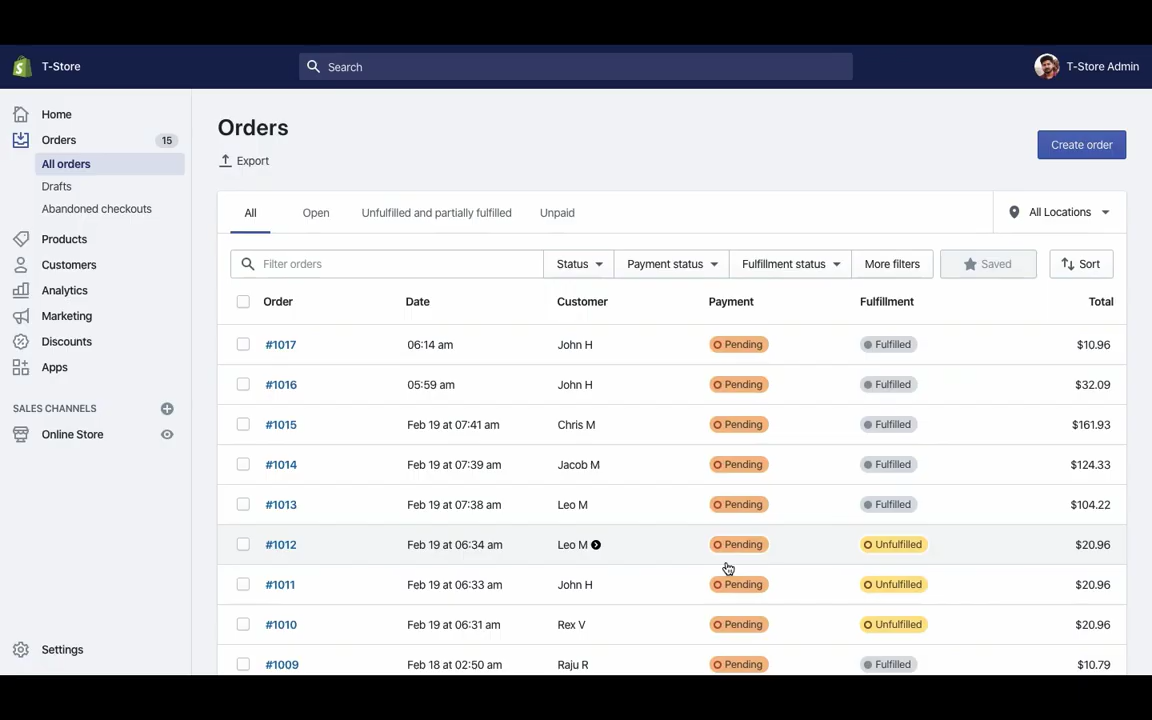 T-Store
Search
T-Store Admin
Home
Orders 15
All orders
Drafts
Abandoned checkouts
Products
Customers
Analytics
Marketing
Discounts
Apps
SALES CHANNELS
Online Store
Settings
Orders
Export
Create order
All Open Unfulfilled and partially fulfilled Unpaid All Locations
Filter orders Status Payment status Fulfillment status More filters Saved Sort
Order Date Customer Payment Fulfillment Total
#1017 06:14 am John H Pending Fulfilled $10.96
#1016 05:59 am John H Pending Fulfilled $32.09
#1015 Feb 19 at 07:41 am Chris M Pending Fulfilled $161.93
#1014 Feb 19 at 07:39 am Jacob M Pending Fulfilled $124.33
#1013 Feb 19 at 07:38 am Leo M Pending Fulfilled $104.22
#1012 Feb 19 at 06:34 am Leo M Pending Unfulfilled $20.96
#1011 Feb 19 at 06:33 am John H Pending Unfulfilled $20.96
#1010 Feb 19 at 06:31 am Rex V Pending Unfulfilled $20.96
#1009 Feb 18 at 02:50 am Raju R Pending Fulfilled $10.79